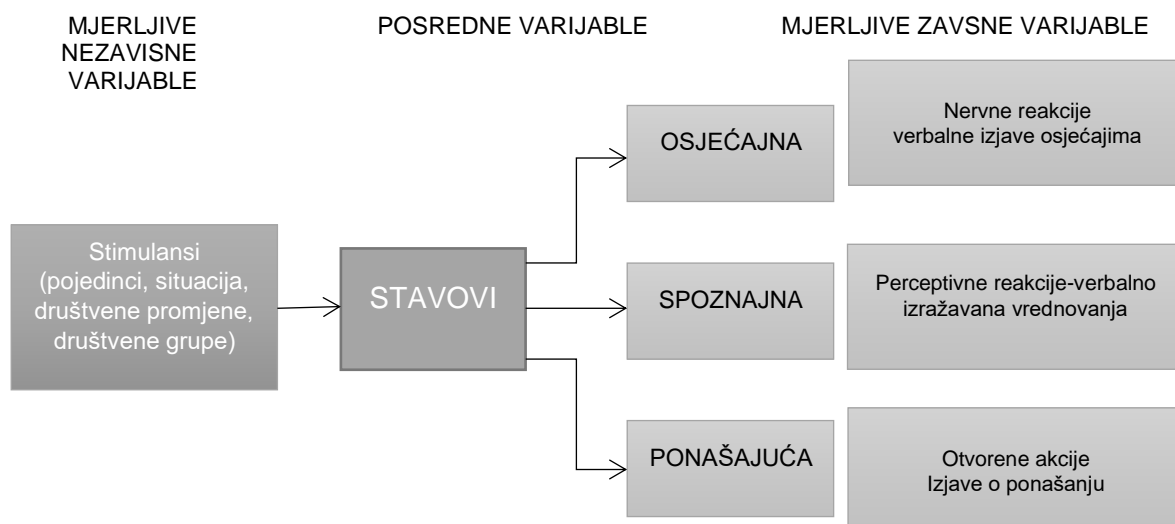 MJERLJIVE
NEZAVISNE
VARIJABLE
POSREDNE VARIJABLE
MJERLJIVE ZAVSNE VARIJABLE
Stimulansi
(pojedinci, situacija,
društvene promjene,
društvene grupe)
STAVOVI
OSJEĆAJNA
Nervne reakcije
verbalne izjave osjećajima
SPOZNAJNA
Perceptivne reakcije-verbalno
izražavana vrednovanja
PONAŠAJUĆA
Otvorene akcije
Izjave o ponašanju